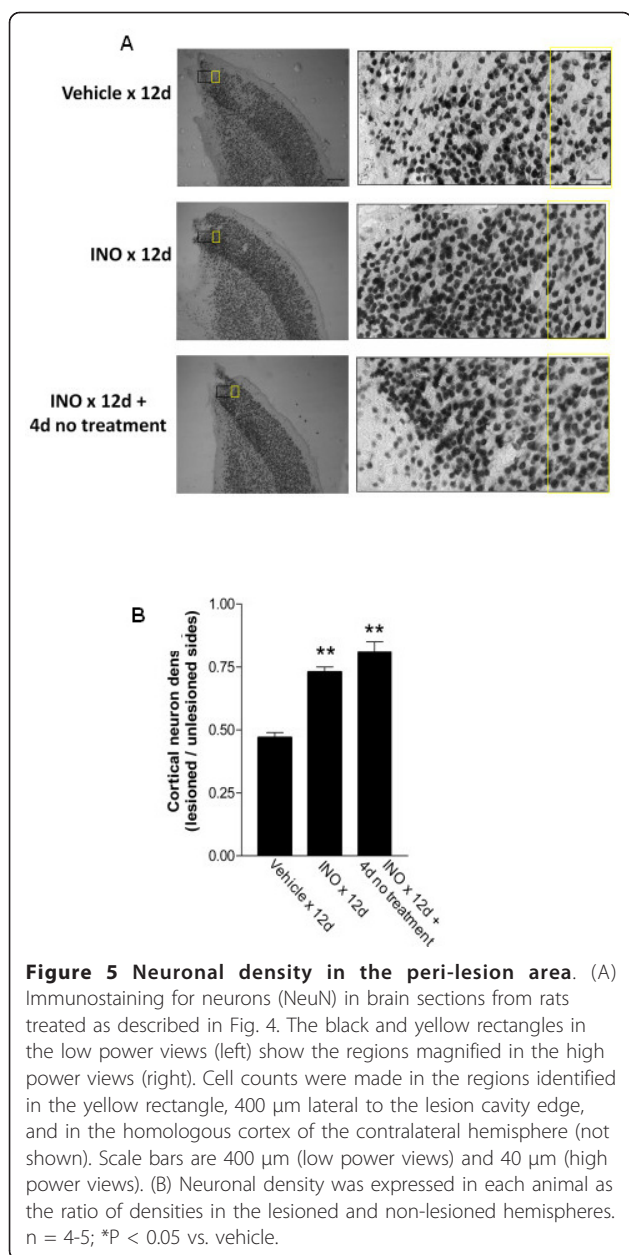 A
Vehicle x 12d
INO x 12d
INO x 12d +
4d no treatment
B
Cortical neuron dens
(lesioned / unlesioned sides)
1.00
0.75
0.50
0.25
0.00
**
**
Vehicle x 12d
INO x 12d
INO x 12d +
4d no treatment
Figure 5 Neuronal density in the peri-lesion area. (A)
Immunostaining for neurons (NeuN) in brain sections from rats
treated as described in Fig. 4. The black and yellow rectangles in
the low power views (left) show the regions magnified in the high
power views (right). Cell counts were made in the regions identified
in the yellow rectangle, 400 μm lateral to the lesion cavity edge,
and in the homologous cortex of the contralateral hemisphere (not
shown). Scale bars are 400 μm (low power views) and 40 μm (high
power views). (B) Neuronal density was expressed in each animal as
the ratio of densities in the lesioned and non-lesioned hemispheres.
n = 4-5; *P < 0.05 vs. vehicle.